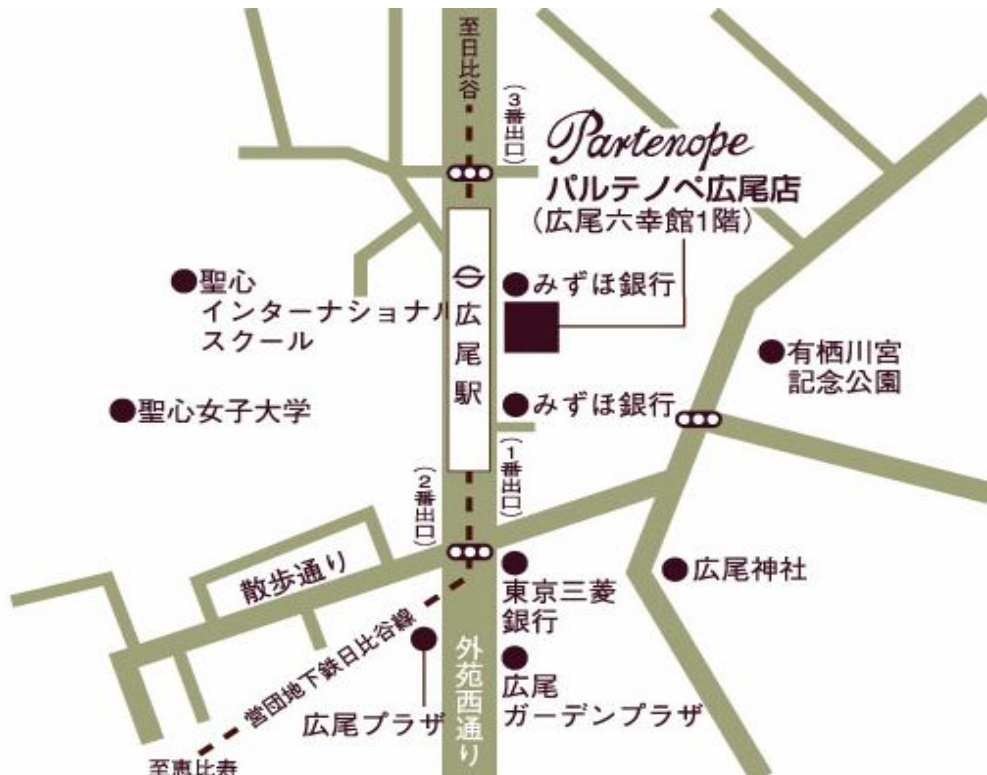 至日比谷
(3番出口)
Partenope
パルテノペ広尾店
(広尾六幸館1階)
みずほ銀行
聖心
インターナショナル
スクール
広尾駅
有栖川宮
記念公園
聖心女子大学
みずほ銀行
(1番出口)
(2番出口)
散歩通り
東京三菱
銀行
広尾神社
営団地下鉄日比谷線
外苑西通り
広尾
ガーデンプラザ
広尾プラザ
至恵比寿